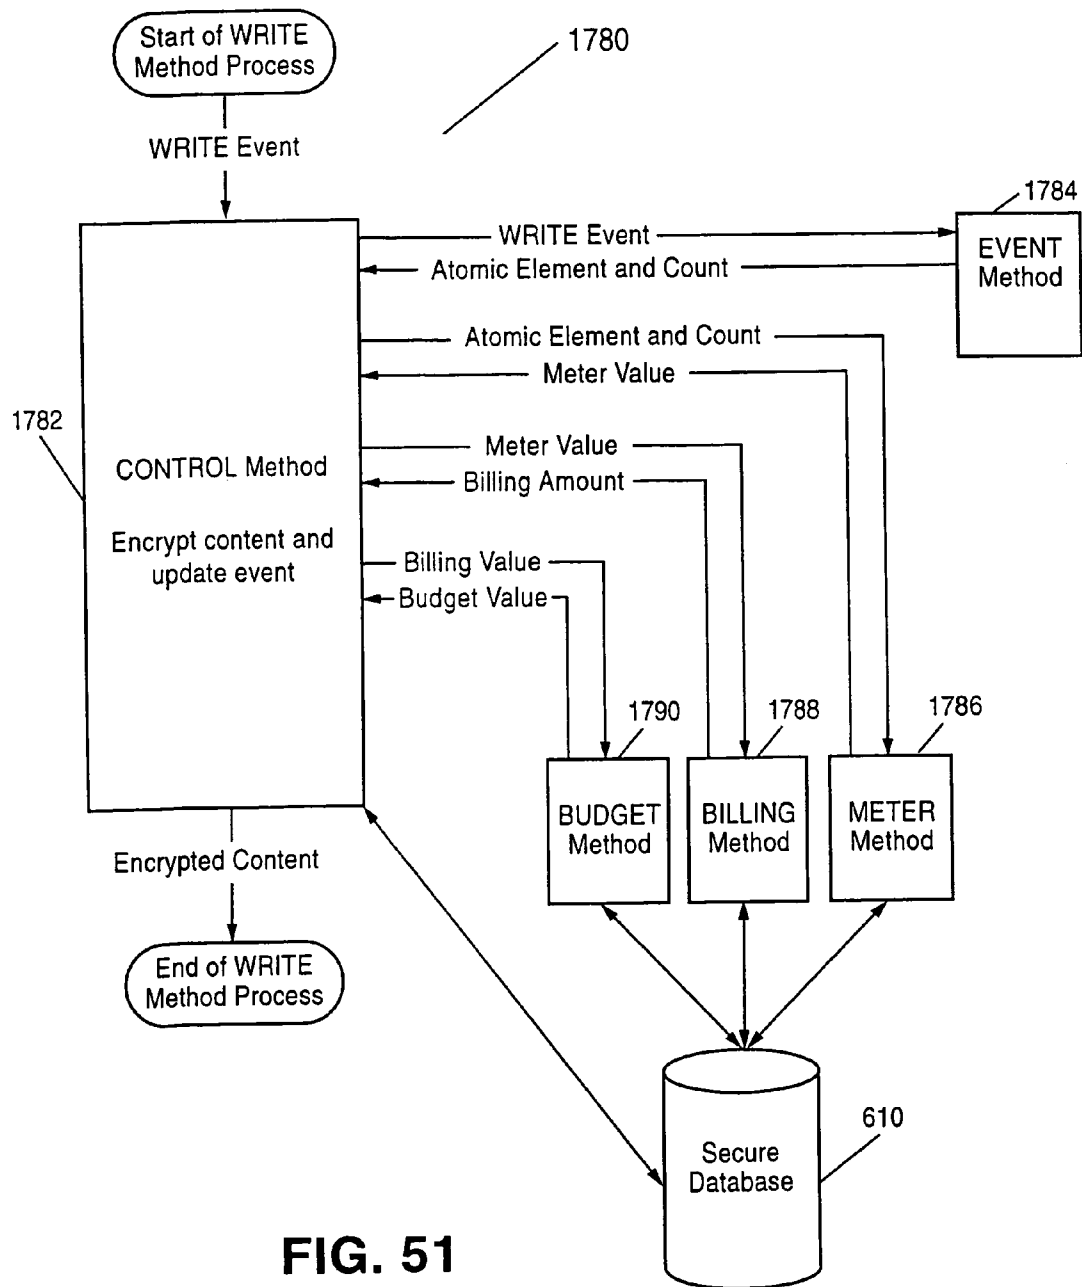 Start of WRITE
Method Process
1780
WRITE Event
1784
WRITE Event
EVENT
Method
Atomic Element and Count
Atomic Element and Count
Meter Value
1782
CONTROL Method
Meter Value
Billing Amount
Encrypt content and
update event
Billing Value
Budget Value
1790
1788
1786
BUDGET
Method
BILLING
Method
METER
Method
Encrypted Content
End of WRITE
Method Process
610
Secure
Database
FIG. 51